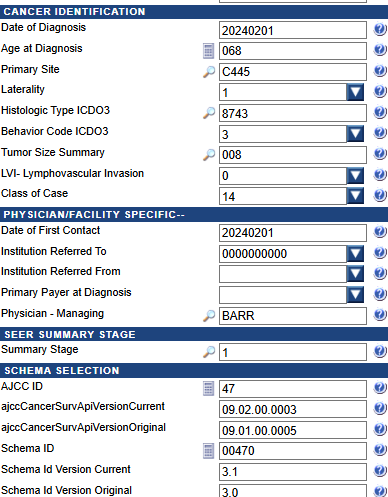 CANCER IDENTIFICATION
Date of Diagnosis 20240201
Age at Diagnosis 068
Primary Site C445
Laterality 1
Histologic Type ICDO3 8743
Behavior Code ICDO3 3
Tumor Size Summary 008
LVI- Lymphovascular Invasion 0
Class of Case 14
PHYSICIAN/FACILITY SPECIFIC--
Date of First Contact 20240201
Institution Referred To 0000000000
Institution Referred From
Primary Payer at Diagnosis
Physician - Managing BARR
SEER SUMMARY STAGE
Summary Stage 1
SCHEMA SELECTION
AJCC ID 47
ajccCancerSurvApiVersionCurrent 09.02.00.0003
ajccCancerSurvApiVersionOriginal 09.01.00.0005
Schema ID 00470
Schema Id Version Current 3.1
Schema Id Version Original 3.0